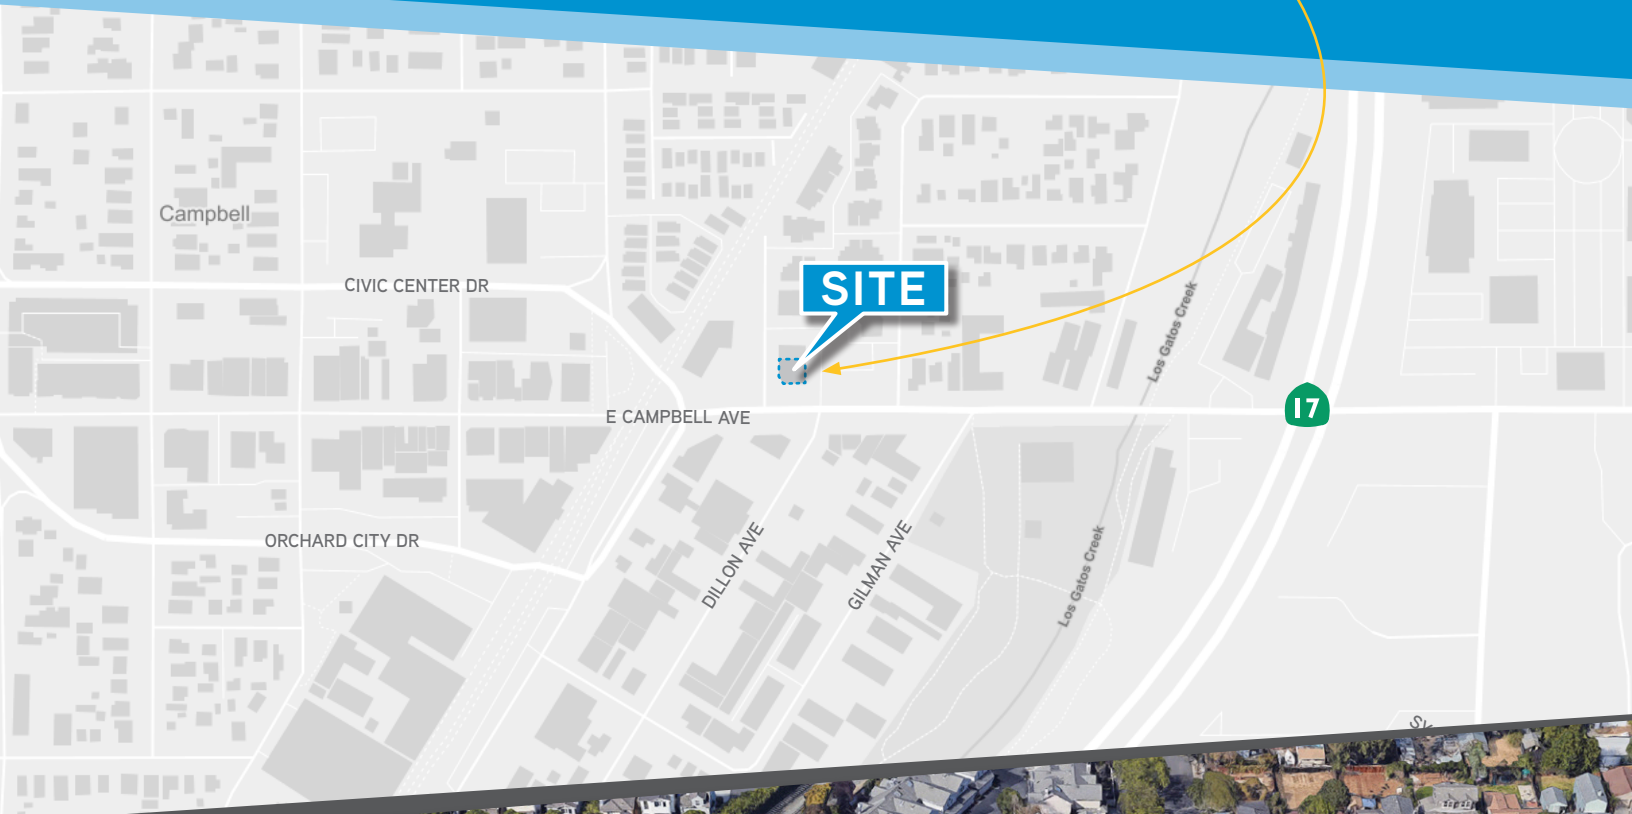 Campbell
CIVIC CENTER DR
SITE
Los Gatos Creek
E CAMPBELL AVE
17
ORCHARD CITY DR
DILLON AVE
GILMAN AVE
Los Gatos Creek